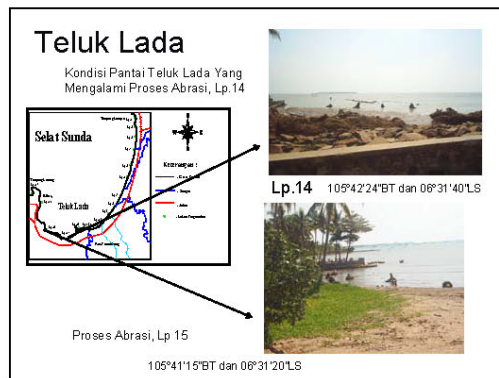 Teluk Lada
Kondisi Pantai Teluk Lada Yang
Mengalami Proses Abrasi, Lp.14
Selat Sunda
Teluk Lada
Lp.14
105°42'24"BT dan 06°31'40"LS
Proses Abrasi, Lp 15
105°41'15"BT dan 06°31'20"LS